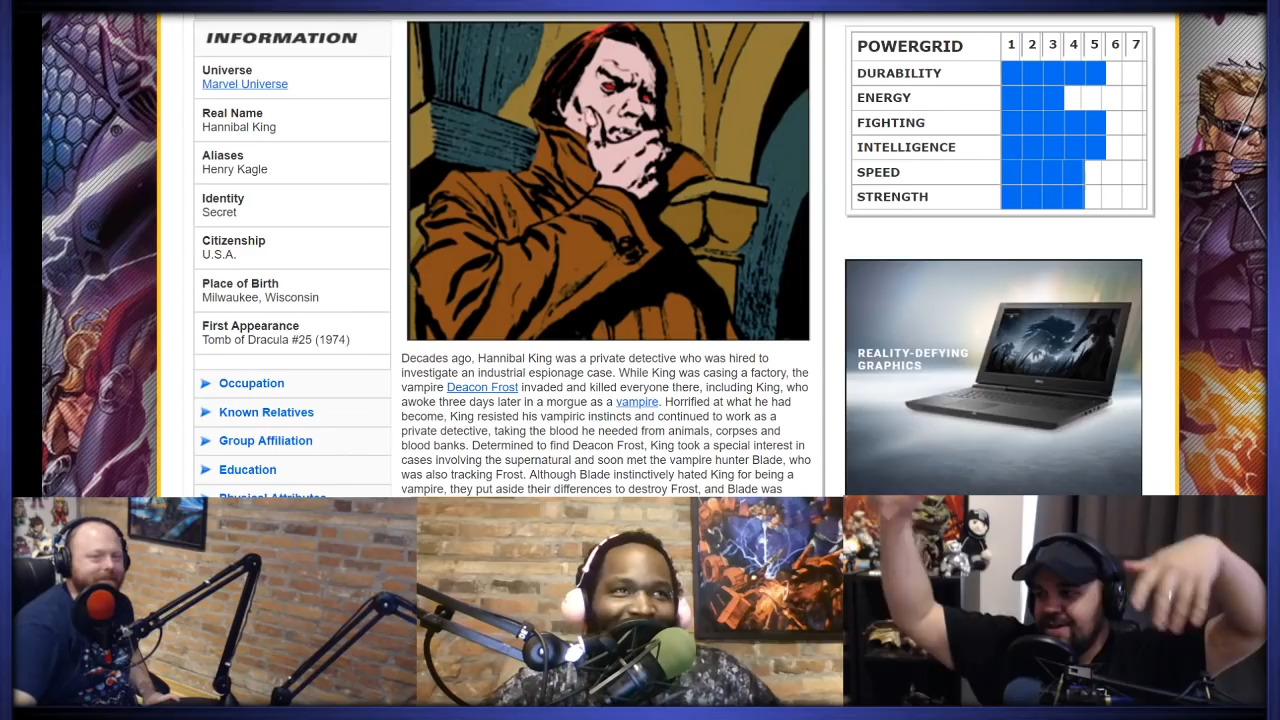 INFORMATION
Universe
Marvel Universe
Real Name
Hannibal King
Aliases
Henry Kagle
Identity
Secret
Citizenship
U.S.A.
Place of Birth
Milwaukee, Wisconsin
First Appearance
Tomb of Dracula #25 (1974)
Occupation
Known Relatives
Group Affiliation
Education
Physical Attributes
Decades ago, Hannibal King was a private detective who was hired to
investigate an industrial espionage case. While King was casing a factory, the
vampire Deacon Frost invaded and killed everyone there, including King, who
awoke three days later in a morgue as a vampire. Horrified at what he had
become, King resisted his vampiric instincts and continued to work as a
private detective, taking the blood he needed from animals, corpses and
blood banks. Determined to find Deacon Frost, King took a special interest in
cases involving the supernatural and soon met the vampire hunter Blade, who
was also tracking Frost. Although Blade instinctively hated King for being a
vampire, they put aside their differences to destroy Frost, and Blade was
POWERGRID 1 2 3 4 5 6 7
DURABILITY
ENERGY
FIGHTING
INTELLIGENCE
SPEED
STRENGTH
REALITY-DEFYING
GRAPHICS